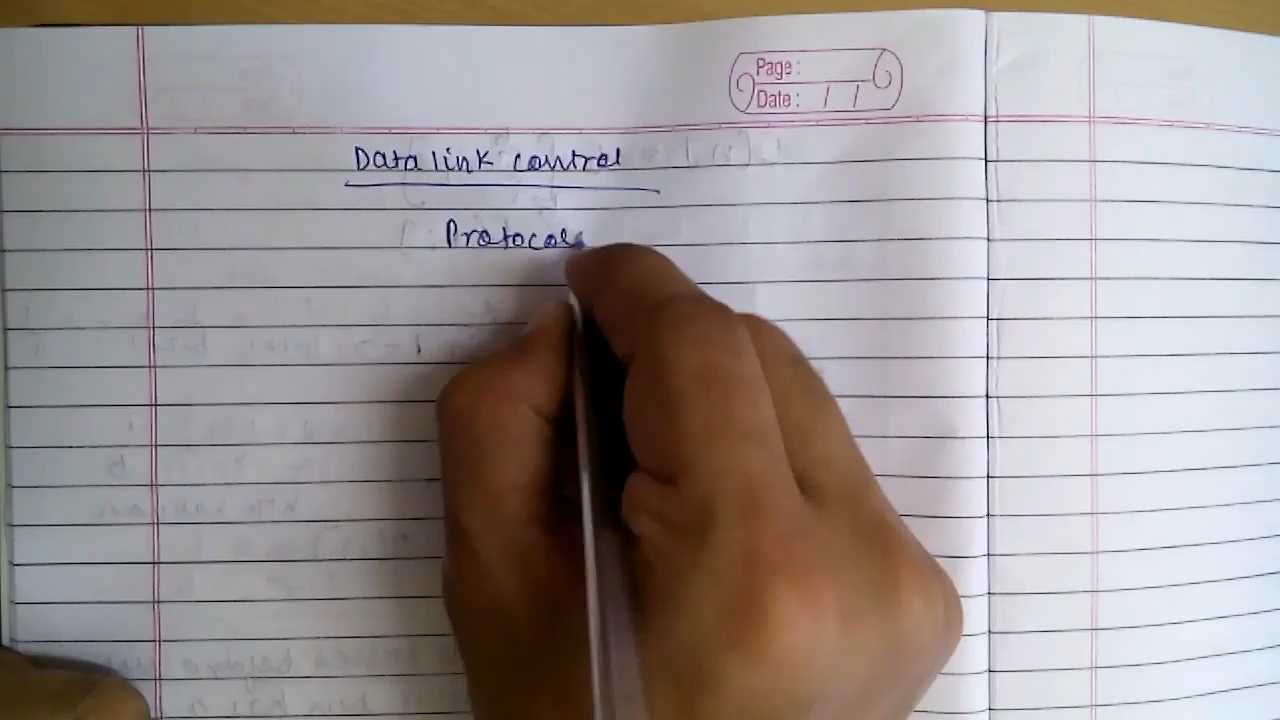 Page :
Date : / /
Data link control
Protocols